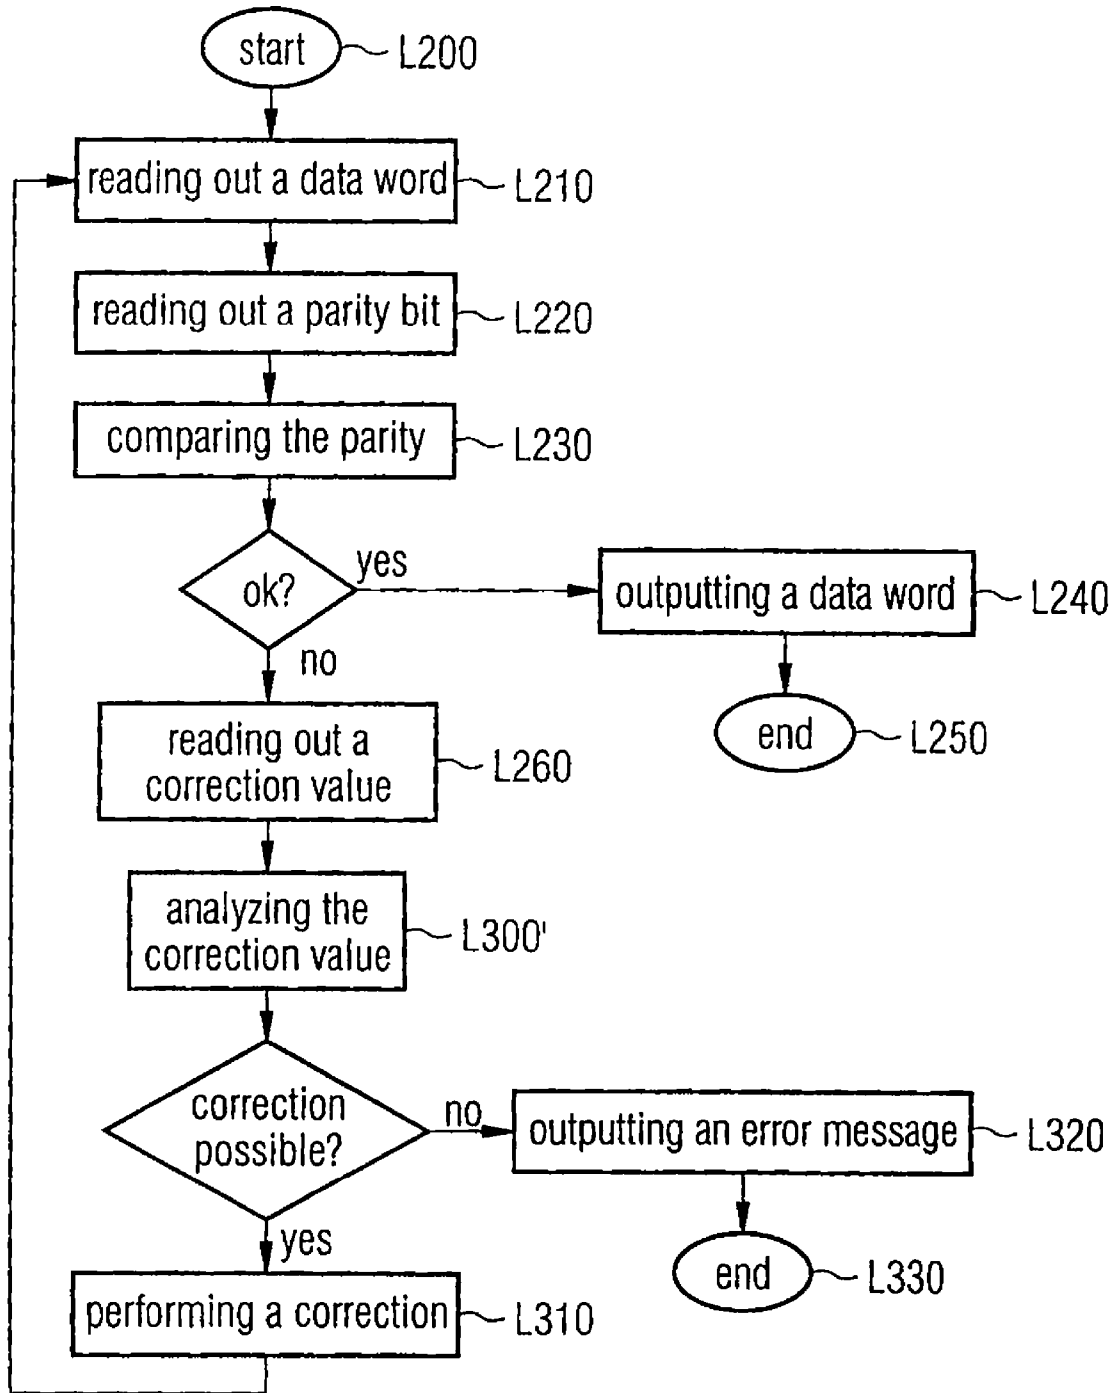 start
L200
reading out a data word
L210
reading out a parity bit
L220
comparing the parity
L230
ok?
yes
outputting a data word
L240
no
end
L250
reading out a
correction value
L260
analyzing the
correction value
L300'
correction
possible?
no
outputting an error message
L320
yes
end
L330
performing a correction
L310